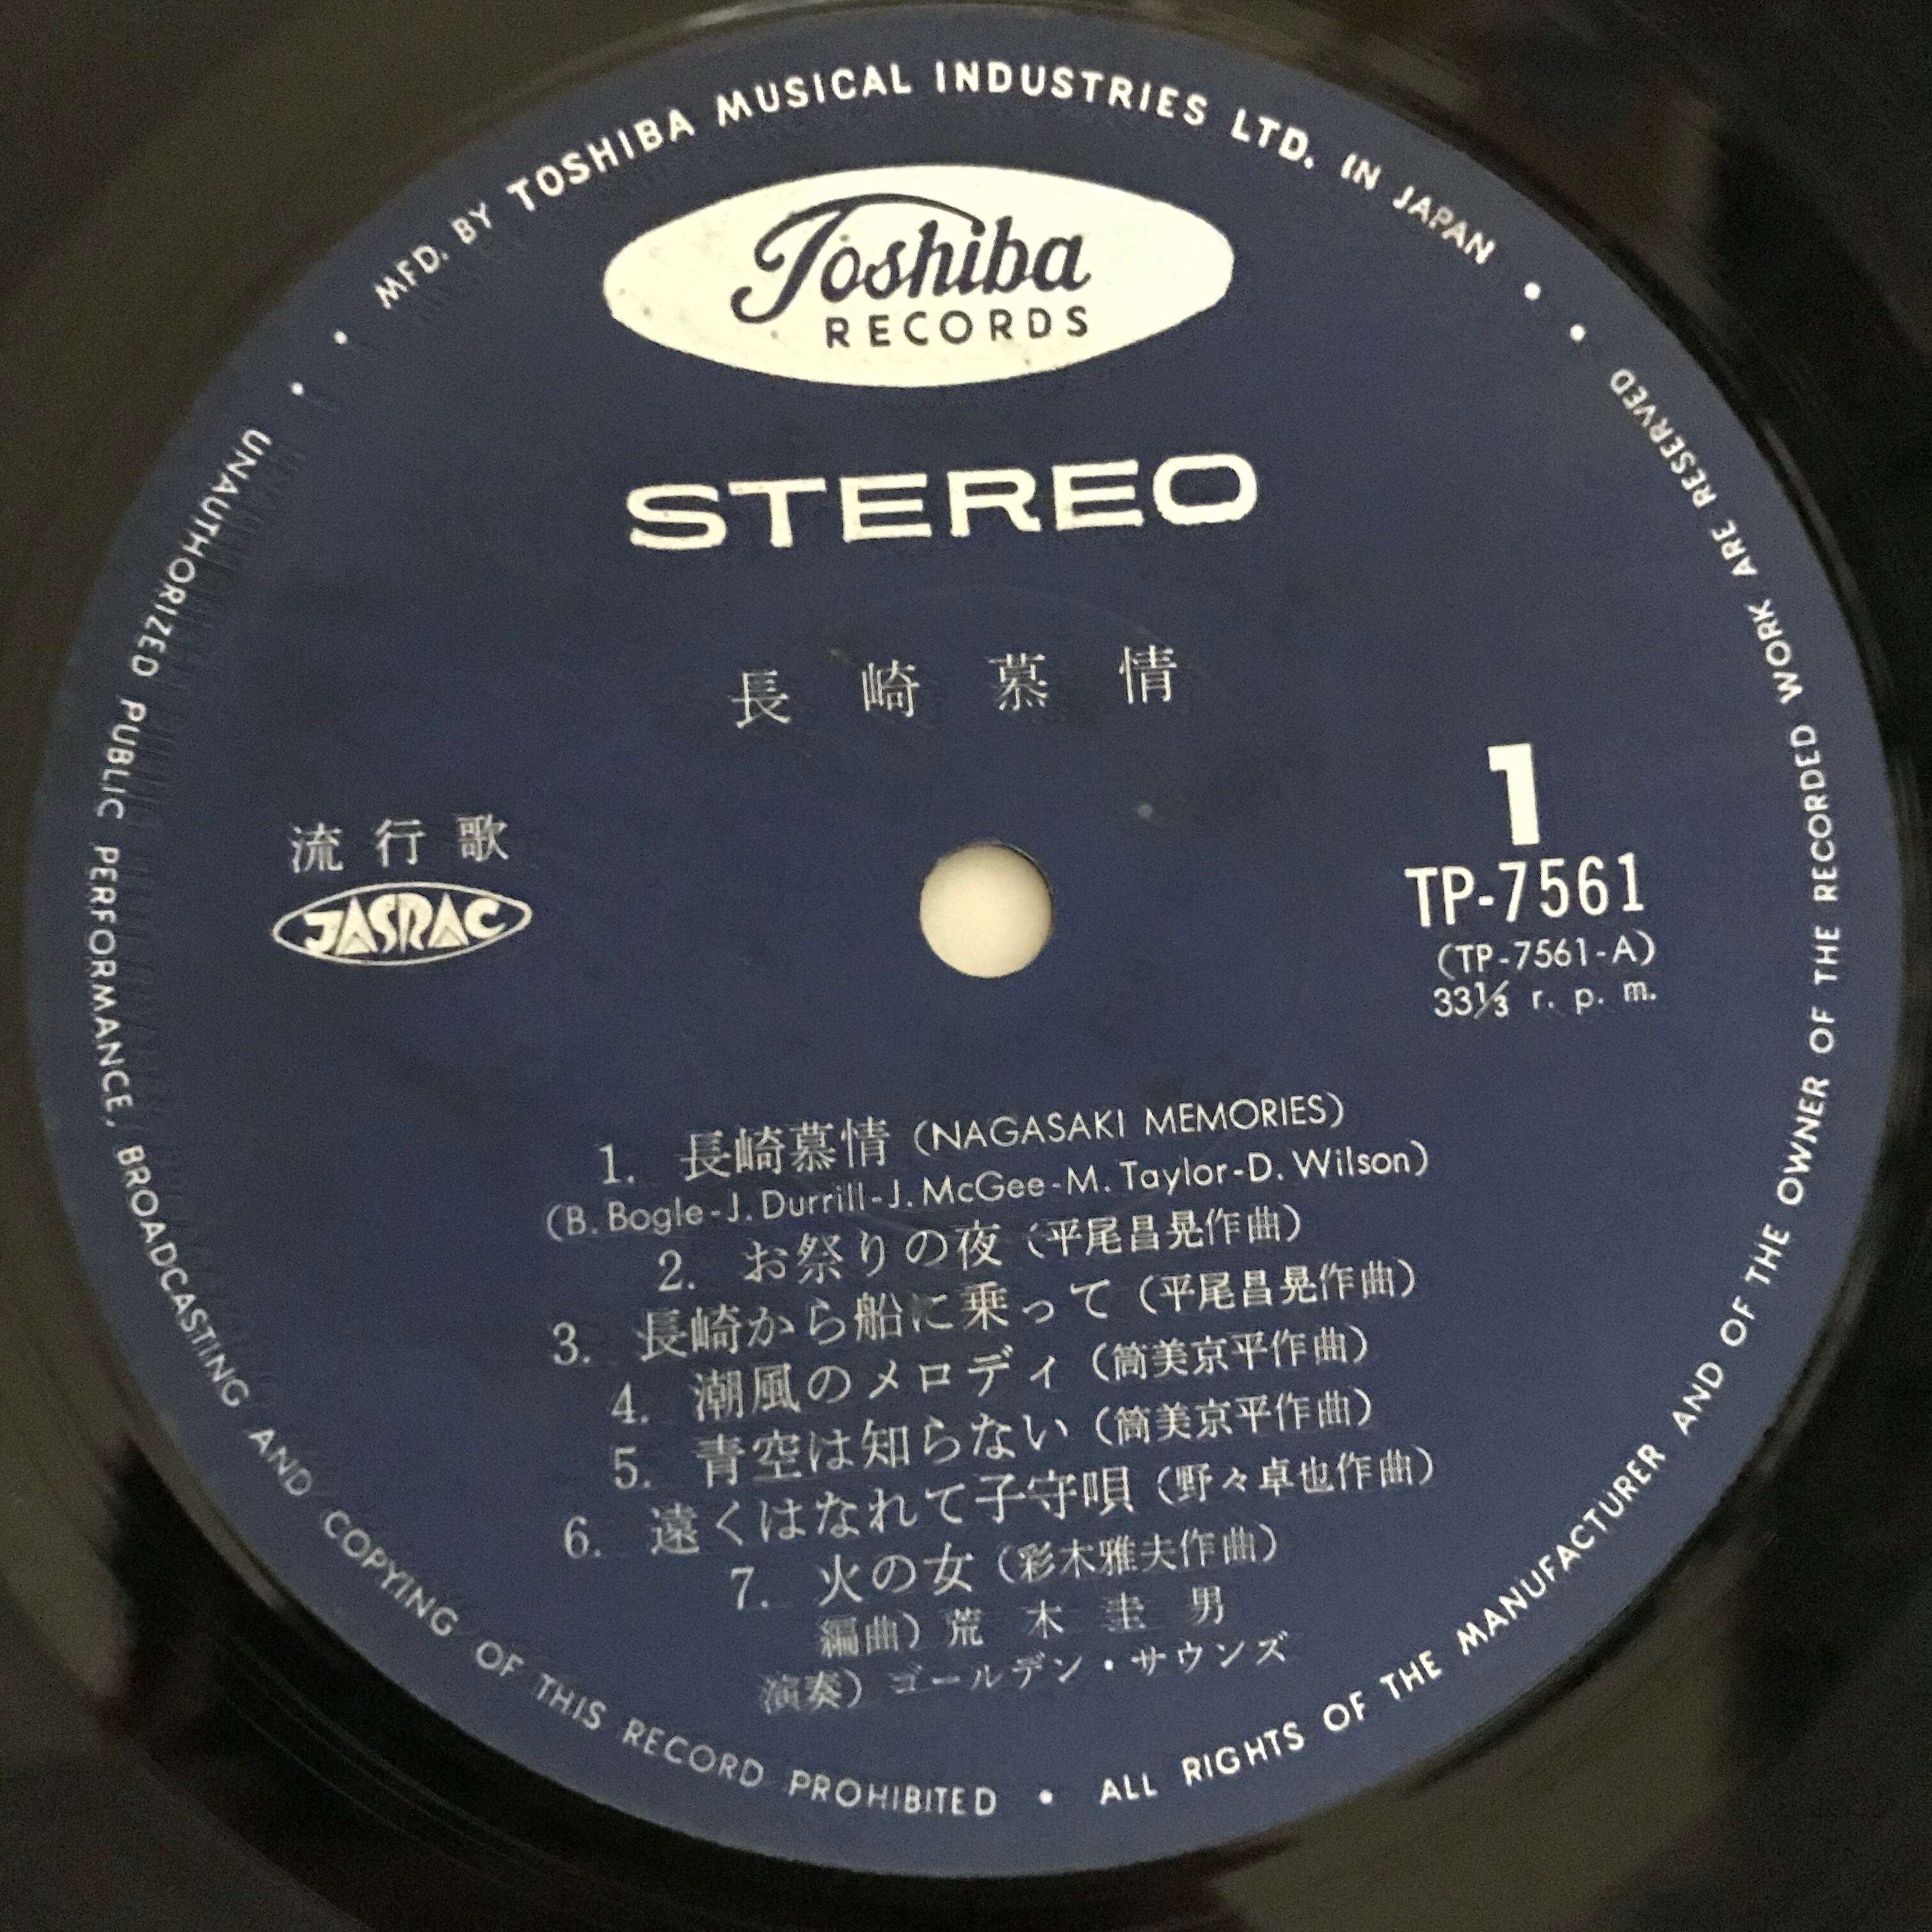 MFD. BY TOSHIBA MUSICAL INDUSTRIES LTD. IN JAPAN
Toshiba
RECORDS
STEREO
長崎慕情
流行歌
JASRAC
1
TP-7561
(TP-7561-A)
33⅓ r. p. m.
1. 長崎慕情 (NAGASAKI MEMORIES)
(B. Bogle-J. Durrill-J. McGee-M. Taylor-D. Wilson)
2. お祭りの夜 (平尾昌晃作曲)
3. 長崎から船に乗って (平尾昌晃作曲)
4. 潮風のメロディ (筒美京平作曲)
5. 青空は知らない (筒美京平作曲)
6. 遠くはなれて子守唄 (野々卓也作曲)
7. 火の女 (彩木雅夫作曲)
編曲) 荒木圭男
演奏) ゴールデン・サウンズ
UNAUTHORIZED PUBLIC PERFORMANCE, BROADCASTING AND COPYING OF THIS RECORD PROHIBITED • ALL RIGHTS OF THE MANUFACTURER AND OF THE OWNER OF THE RECORDED WORK ARE RESERVED